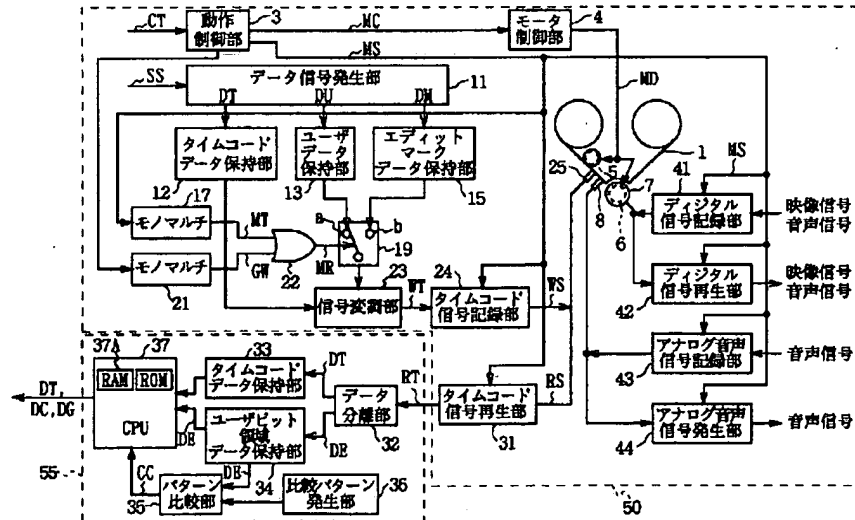 CT
動作
制御部
3
MC
MS
モータ
制御部
4
MD
SS
データ信号発生部
DT
DU
DM
11
タイムコード
データ保持部
12
ユーザ
データ
保持部
13
エディット
マーク
データ保持部
15
17
モノマルチ
MT
モノマルチ
21
GW
22
MR
a
b
19
23
信号変調部
WT
24
タイムコード
信号記録部
WS
25
5
7
8
6
1
41
MS
ディジタル
信号記録部
映像信号
音声信号
ディジタル
信号再生部
42
映像信号
音声信号
アナログ音声
信号記録部
43
音声信号
アナログ音声
信号発生部
44
音声信号
タイムコード
信号再生部
31
RS
RT
データ
分離部
32
DT
DE
33
タイムコード
データ保持部
ユーザビット
領域
データ保持部
34
DE
DE
37A
37
RAM
ROM
CPU
DT,
DC,DG
CC
パターン
比較部
35
比較パターン
発生部
36
55
50